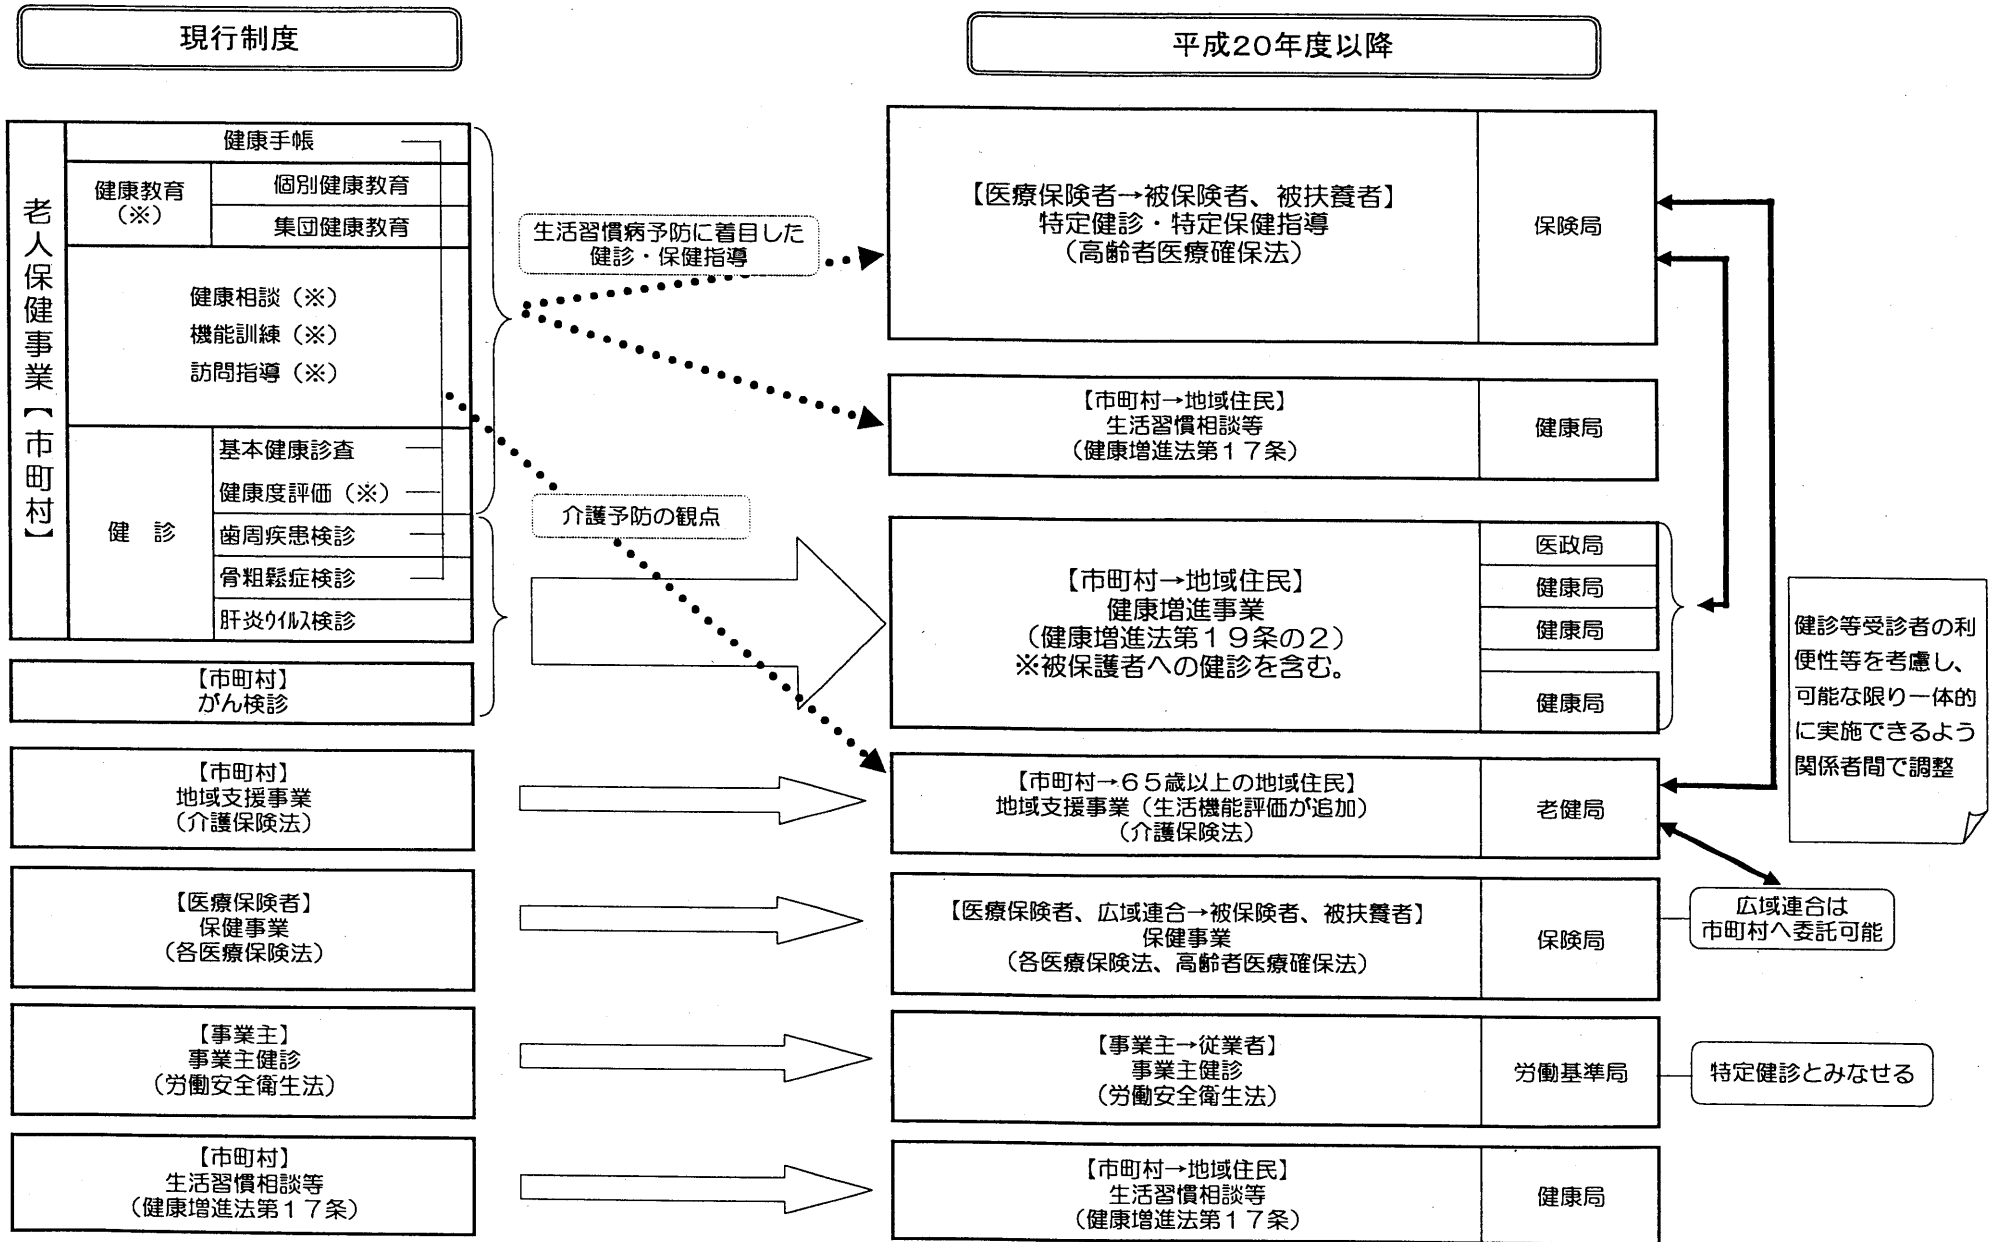 現行制度
平成20年度以降
老人保健事業【市町村】
健康手帳
健康教育
(※)
個別健康教育
集団健康教育
健康相談(※)
機能訓練(※)
訪問指導(※)
健 診
基本健康診査
健康度評価(※)
歯周疾患検診
骨粗鬆症検診
肝炎ウイルス検診
【市町村】
がん検診
【市町村】
地域支援事業
(介護保険法)
【医療保険者】
保健事業
(各医療保険法)
【事業主】
事業主健診
(労働安全衛生法)
【市町村】
生活習慣相談等
(健康増進法第17条)
生活習慣病予防に着目した
健診・保健指導
介護予防の観点
【医療保険者→被保険者、被扶養者】
特定健診・特定保健指導
(高齢者医療確保法)
保険局
【市町村→地域住民】
生活習慣相談等
(健康増進法第17条)
健康局
【市町村→地域住民】
健康増進事業
(健康増進法第19条の2)
※被保護者への健診を含む。
医政局
健康局
健康局
健康局
【市町村→65歳以上の地域住民】
地域支援事業(生活機能評価が追加)
(介護保険法)
老健局
【医療保険者、広域連合→被保険者、被扶養者】
保健事業
(各医療保険法、高齢者医療確保法)
保険局
【事業主→従業者】
事業主健診
(労働安全衛生法)
労働基準局
【市町村→地域住民】
生活習慣相談等
(健康増進法第17条)
健康局
健診等受診者の利
便性等を考慮し、
可能な限り一体的
に実施できるよう
関係者間で調整
広域連合は
市町村へ委託可能
特定健診とみなせる